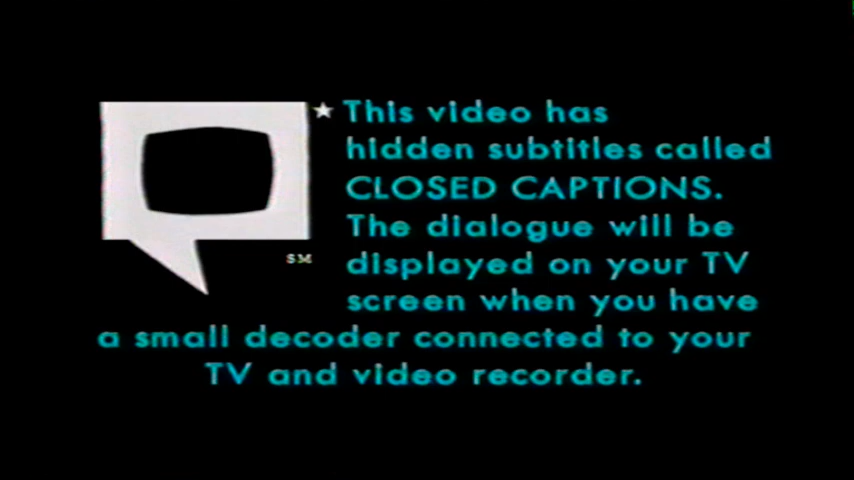 ★ This video has
hidden subtitles called
CLOSED CAPTIONS.
The dialogue will be
SM displayed on your TV
screen when you have
a small decoder connected to your
TV and video recorder.